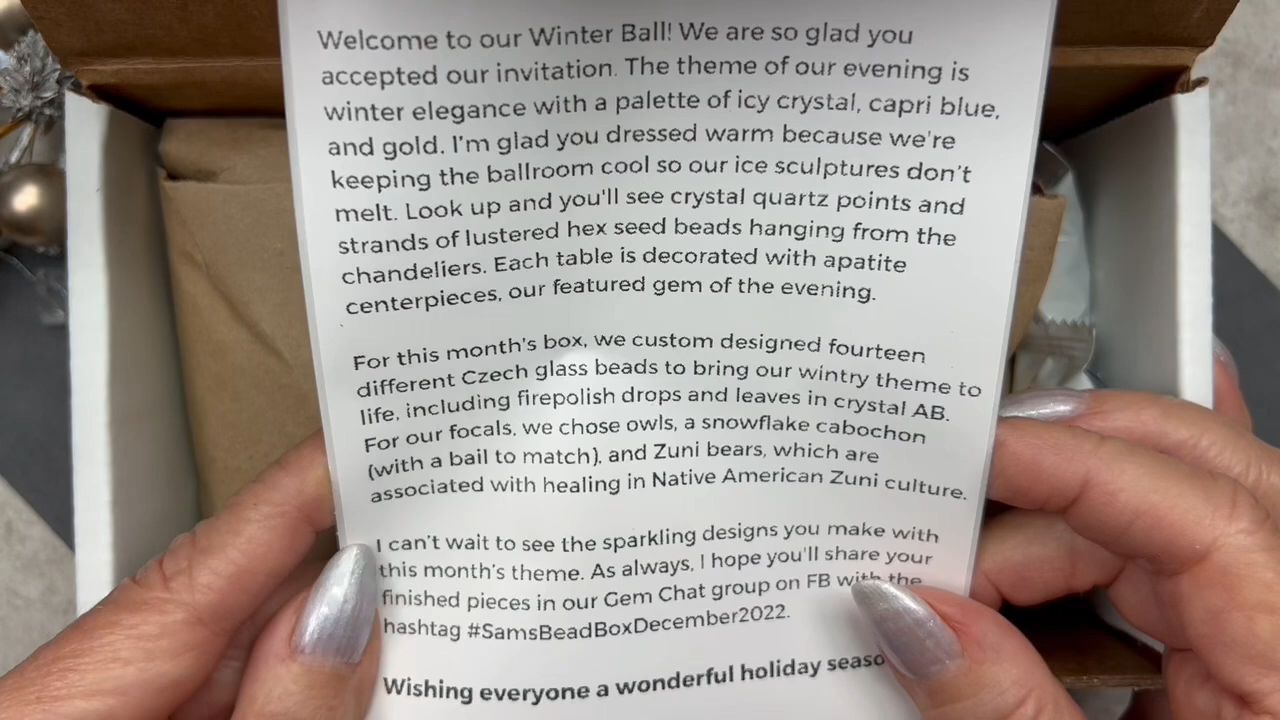 Welcome to our Winter Ball! We are so glad you
accepted our invitation. The theme of our evening is
winter elegance with a palette of icy crystal, capri blue,
and gold. I'm glad you dressed warm because we're
keeping the ballroom cool so our ice sculptures don't
melt. Look up and you'll see crystal quartz points and
strands of lustered hex seed beads hanging from the
chandeliers. Each table is decorated with apatite
centerpieces, our featured gem of the evening.
For this month's box, we custom designed fourteen
different Czech glass beads to bring our wintry theme to
life, including firepolish drops and leaves in crystal AB.
For our focals, we chose owls, a snowflake cabochon
(with a bail to match), and Zuni bears, which are
associated with healing in Native American Zuni culture.
I can't wait to see the sparkling designs you make with
this month's theme. As always, I hope you'll share your
finished pieces in our Gem Chat group on FB with the
hashtag #SamsBeadBoxDecember2022.
Wishing everyone a wonderful holiday seaso